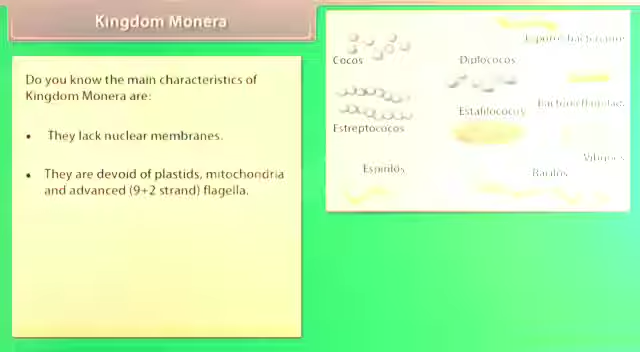 Kingdom Monera
Do you know the main characteristics of
Kingdom Monera are:
• They lack nuclear membranes.
• They are devoid of plastids, mitochondria
and advanced (9+2 strand) flagella.
Cocos
Diplococos
Estreptococos
Estafilococos
Espirilos
Bacilos
Vibriones